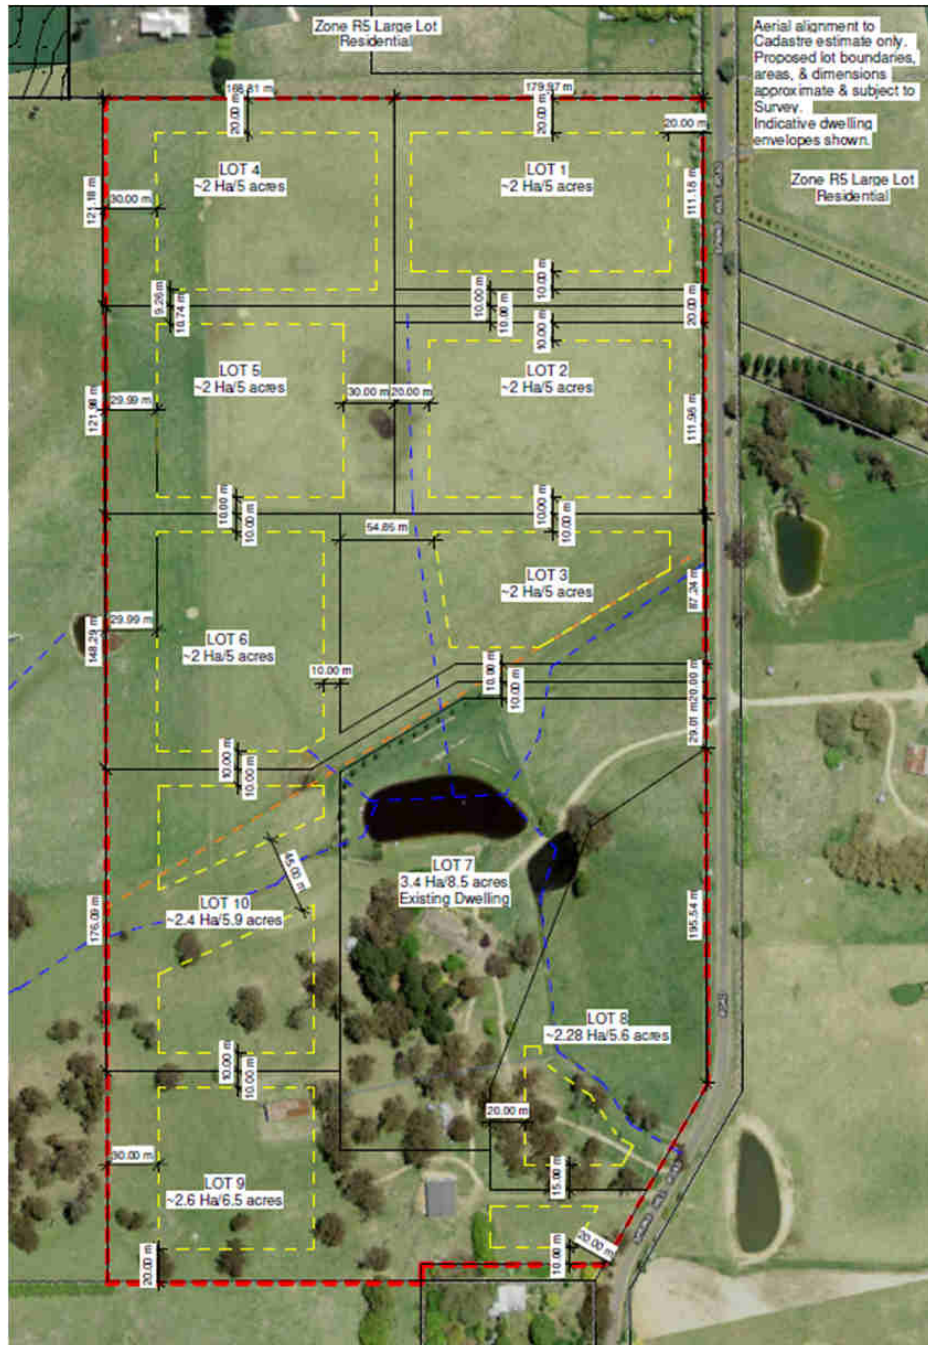 Zone R5 Large Lot
Residential
Aerial alignment to
Cadastre estimate only.
Proposed lot boundaries,
areas, & dimensions
approximate & subject to
Survey.
Indicative dwelling
envelopes shown.
Zone R5 Large Lot
Residential
179.97 m
20.00 m
20.00 m
20.00 m
LOT 4
~2 Ha/5 acres
LOT 1
~2 Ha/5 acres
121.18 m
30.00 m
111.15 m
9.26 m
10.74 m
10.00 m
10.00 m
10.00 m
20.00 m
10.00 m
LOT 5
~2 Ha/5 acres
LOT 2
~2 Ha/5 acres
29.99 m
30.00 m
20.00 m
10.00 m
10.00 m
10.00 m
10.00 m
54.85 m
LOT 3
~2 Ha/5 acres
87.24 m
29.99 m
148.29 m
LOT 6
~2 Ha/5 acres
10.00 m
10.00 m
10.00 m
20.00 m
29.01 m
10.00 m
10.00 m
45.00 m
LOT 7
3.4 Ha/8.5 acres
Existing Dwelling
LOT 10
~2.4 Ha/5.9 acres
176.09 m
195.54 m
ROAD
LOT 8
~2.28 Ha/5.6 acres
10.00 m
10.00 m
20.00 m
30.00 m
LOT 9
~2.6 Ha/6.5 acres
15.00 m
20.00 m
10.00 m
20.00 m